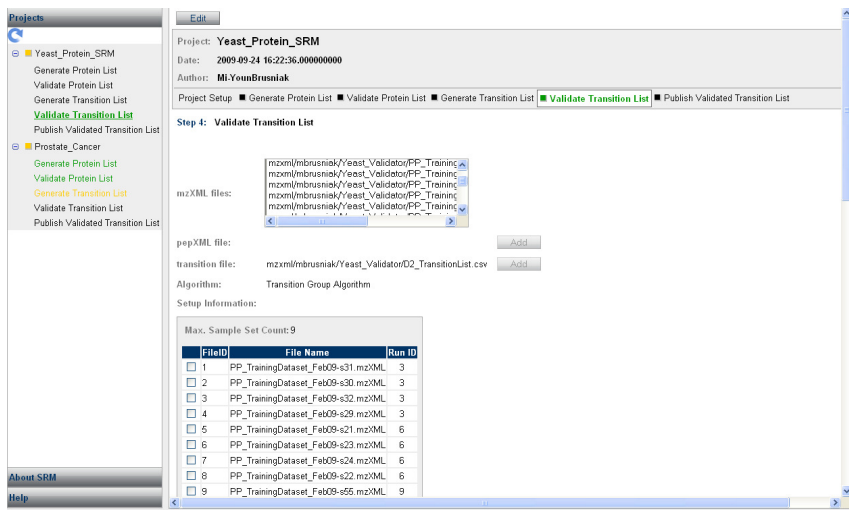 Projects
Yeast_Protein_SRM
Generate Protein List
Validate Protein List
Generate Transition List
Validate Transition List
Publish Validated Transition List
Prostate_Cancer
Generate Protein List
Validate Protein List
Generate Transition List
Validate Transition List
Publish Validated Transition List
About SRM
Help
Edit
Project: Yeast_Protein_SRM
Date: 2009-09-24 16:22:36.000000000
Author: Mi-YounBrusniak
Project Setup Generate Protein List Validate Protein List Generate Transition List Validate Transition List Publish Validated Transition List
Step 4: Validate Transition List
mzXML files:
mzxml/mbrusniak/Yeast_Validator/PP_Training
mzxml/mbrusniak/Yeast_Validator/PP_Training
mzxml/mbrusniak/Yeast_Validator/PP_Training
mzxml/mbrusniak/Yeast_Validator/PP_Training
mzxml/mbrusniak/Yeast_Validator/PP_Training
pepXML file: Add
transition file: mzxml/mbrusniak/Yeast_Validator/D2_TransitionList.csv Add
Algorithm: Transition Group Algorithm
Setup Information:
Max. Sample Set Count: 9
FileID File Name Run ID
1 PP_TrainingDataset_Feb09-s31.mzXML 3
2 PP_TrainingDataset_Feb09-s30.mzXML 3
3 PP_TrainingDataset_Feb09-s32.mzXML 3
4 PP_TrainingDataset_Feb09-s29.mzXML 3
5 PP_TrainingDataset_Feb09-s21.mzXML 6
6 PP_TrainingDataset_Feb09-s23.mzXML 6
7 PP_TrainingDataset_Feb09-s24.mzXML 6
8 PP_TrainingDataset_Feb09-s22.mzXML 6
9 PP_TrainingDataset_Feb09-s55.mzXML 9